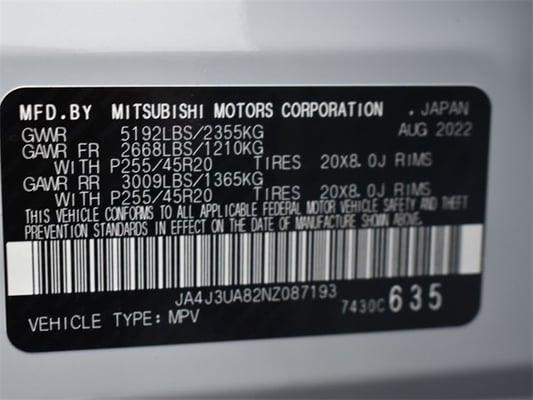 MFD.BY MITSUBISHI MOTORS CORPORATION . JAPAN
GVWR 5192LBS/2355KG AUG 2022
GAWR FR 2668LBS/1210KG
WITH P255/45R20 TIRES 20X8.0J RIMS
GAWR RR 3009LBS/1365KG
WITH P255/45R20 TIRES 20X8.0J RIMS
THIS VEHICLE CONFORMS TO ALL APPLICABLE FEDERAL MOTOR VEHICLE SAFETY AND THEFT
PREVENTION STANDARDS IN EFFECT ON THE DATE OF MANUFACTURE SHOWN ABOVE.
JA4J3UA82NZ087193
7430C 635
VEHICLE TYPE: MPV